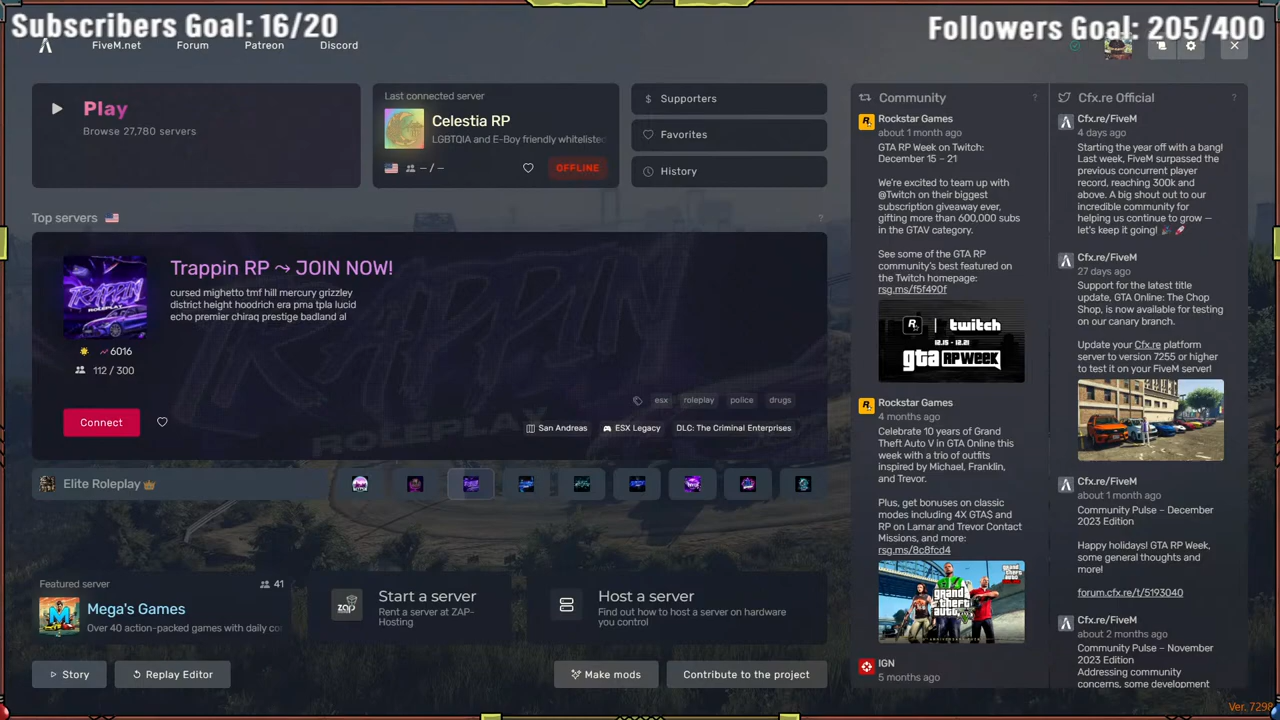 Subscribers Goal: 16/20
Followers Goal: 205/400
FiveM.net
Forum
Patreon
Discord
Play
Browse 27,780 servers
Last connected server
Celestia RP
LGBTQIA and E-Boy friendly whiteliste
– / –
OFFLINE
Supporters
Favorites
History
Top servers
?
Trappin RP ⤳ JOIN NOW!
cursed mighetto tmf hill mercury grizzley
district height hoodrich era pma tpla lucid
echo premier chiraq prestige badland al
TRAPPIN
ROLEPLAY
6016
112 / 300
Connect
esx
roleplay
police
drugs
San Andreas
ESX Legacy
DLC: The Criminal Enterprises
Elite Roleplay
Featured server
41
Mega's Games
Over 40 action-packed games with daily co
ZAP
Start a server
Rent a server at ZAP-
Hosting
Host a server
Find out how to host a server on hardware
you control
Story
Replay Editor
Make mods
Contribute to the project
Community
?
Rockstar Games
about 1 month ago
GTA RP Week on Twitch:
December 15 – 21
We're excited to team up with
@Twitch on their biggest
subscription giveaway ever,
gifting more than 600,000 subs
in the GTAV category.
See some of the GTA RP
community's best featured on
the Twitch homepage:
rsg.ms/f5f490f
twitch
12.15 - 12.21
gta RP WEEK
Rockstar Games
4 months ago
Celebrate 10 years of Grand
Theft Auto V in GTA Online this
week with a trio of outfits
inspired by Michael, Franklin,
and Trevor.
Plus, get bonuses on classic
modes including 4X GTA$ and
RP on Lamar and Trevor Contact
Missions, and more:
rsg.ms/8c8fcd4
grand
theft
auto
IGN
5 months ago
Cfx.re Official
?
Cfx.re/FiveM
4 days ago
Starting the year off with a bang!
Last week, FiveM surpassed the
previous concurrent player
record, reaching 300k and
above. A big shout out to our
incredible community for
helping us continue to grow —
let's keep it going! 🎉 🚀
Cfx.re/FiveM
27 days ago
Support for the latest title
update, GTA Online: The Chop
Shop, is now available for testing
on our canary branch.
Update your Cfx.re platform
server to version 7255 or higher
to test it on your FiveM server!
Cfx.re/FiveM
about 1 month ago
Community Pulse – December
2023 Edition
Happy holidays! GTA RP Week,
some general thoughts and
more!
forum.cfx.re/t/5193040
Cfx.re/FiveM
about 2 months ago
Community Pulse – November
2023 Edition
Addressing community
concerns, some development
Ver. 7298